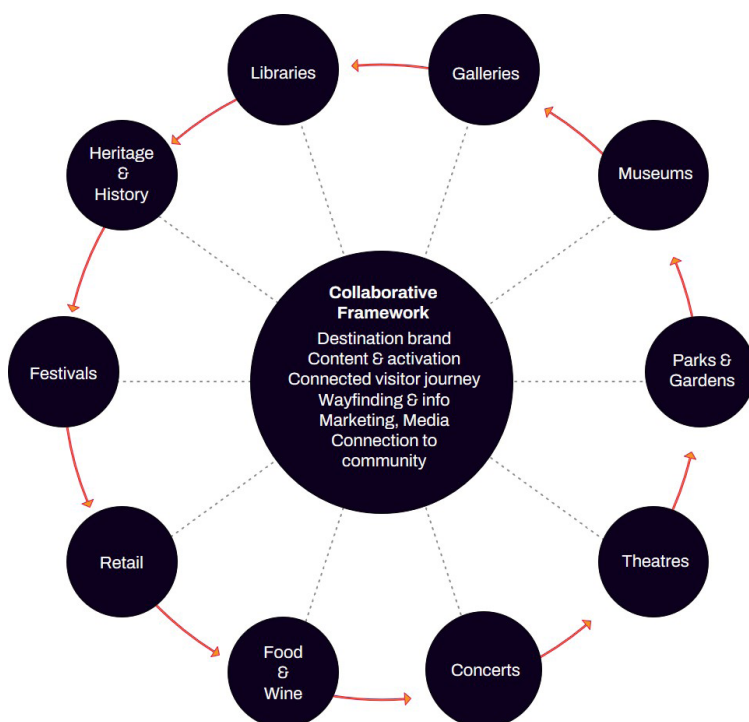 Libraries
Galleries
Heritage
&
History
Museums
Collaborative
Framework
Destination brand
Content & activation
Connected visitor journey
Wayfinding & info
Marketing, Media
Connection to
community
Festivals
Parks &
Gardens
Retail
Theatres
Food
&
Wine
Concerts